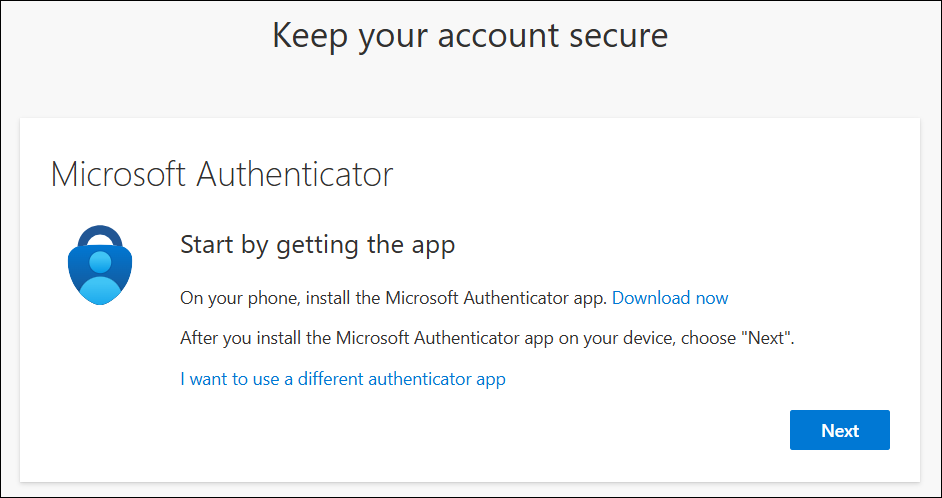 Keep your account secure
Microsoft Authenticator
Start by getting the app
On your phone, install the Microsoft Authenticator app. Download now
After you install the Microsoft Authenticator app on your device, choose "Next".
I want to use a different authenticator app
Next